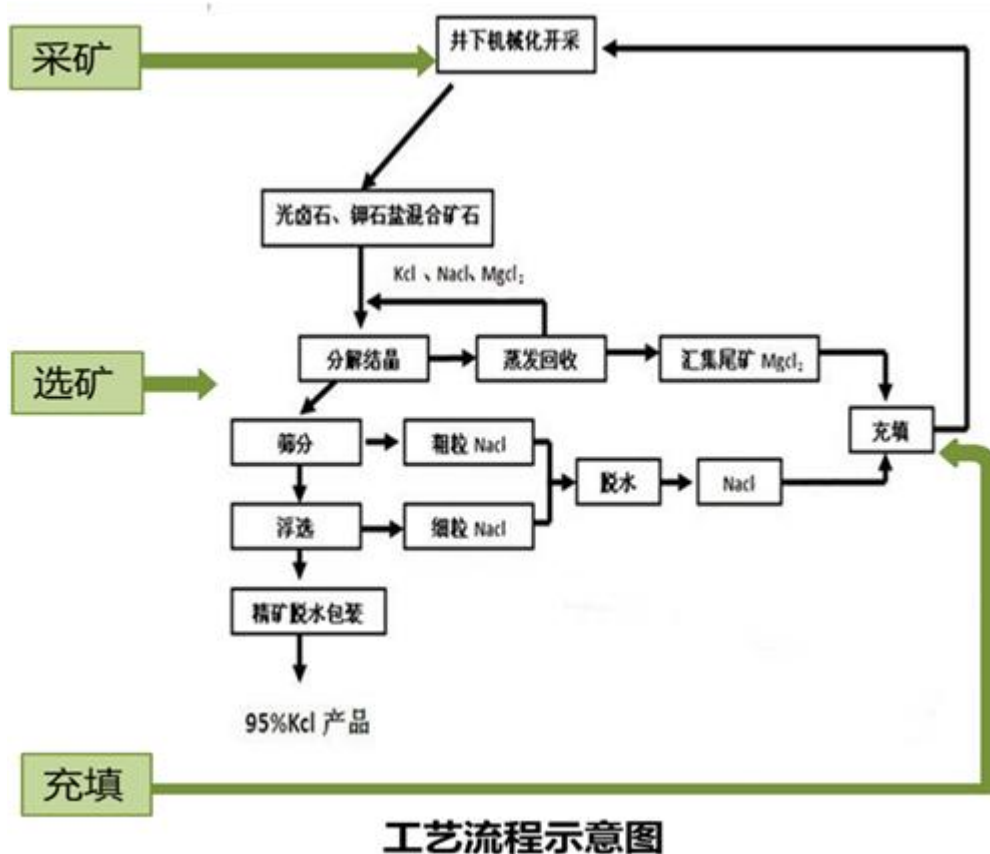 采矿
井下机械化开采
光卤石、钾石盐混合矿石
Kcl 、Nacl、Mgcl₂
选矿
分解结晶
蒸发回收
汇集尾矿 Mgcl₂
筛分
粗粒 Nacl
充填
脱水
Nacl
浮选
细粒 Nacl
精矿脱水包装
95%Kcl 产品
充填
工艺流程示意图